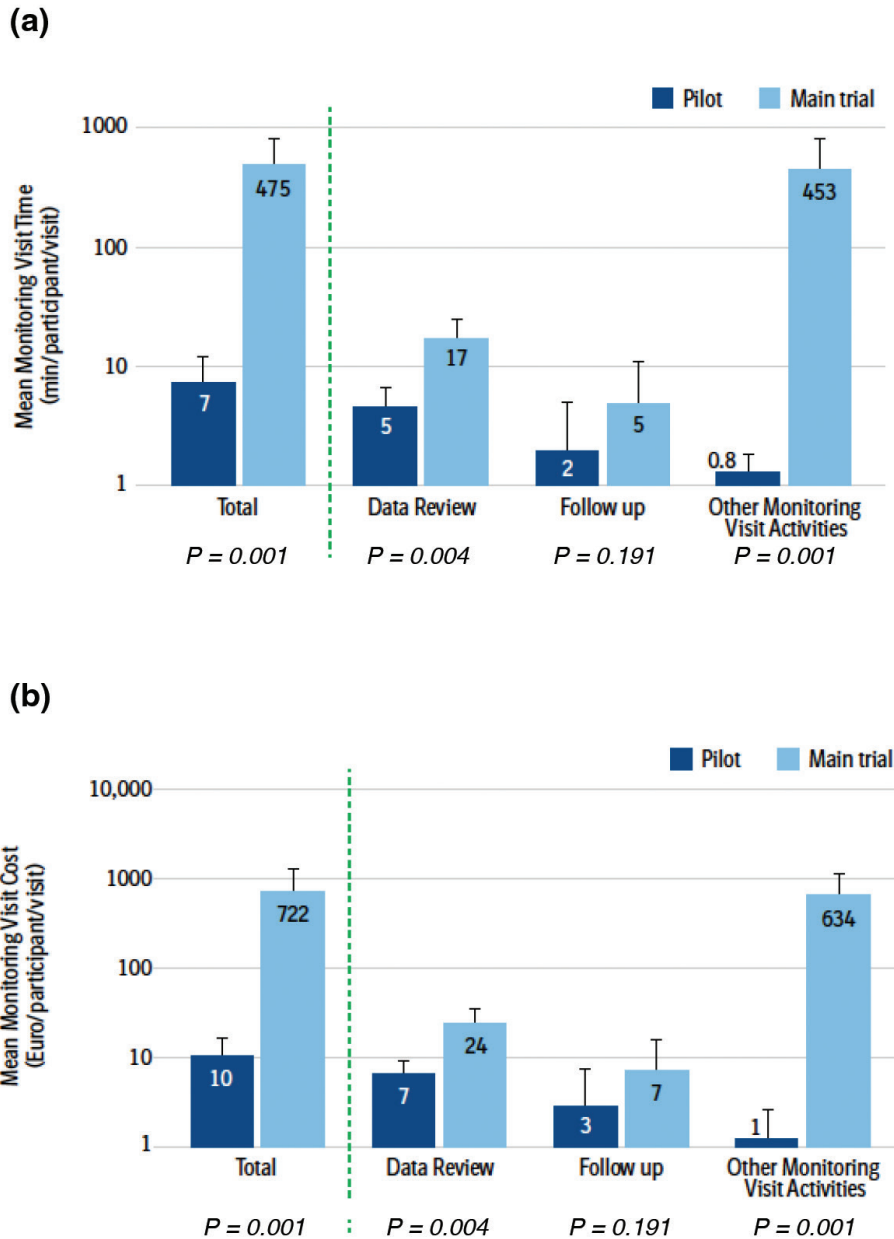 (a)
Pilot Main trial
Mean Monitoring Visit Time
(min/participant/visit)
1000
100
10
1
475
7
17
5
5
2
453
0.8
Total Data Review Follow up Other Monitoring
Visit Activities
P = 0.001 P = 0.004 P = 0.191 P = 0.001
(b)
Pilot Main trial
Mean Monitoring Visit Cost
(Euro/participant/visit)
10,000
1000
100
10
1
722
10
24
7
7
3
634
1
Total Data Review Follow up Other Monitoring
Visit Activities
P = 0.001 P = 0.004 P = 0.191 P = 0.001